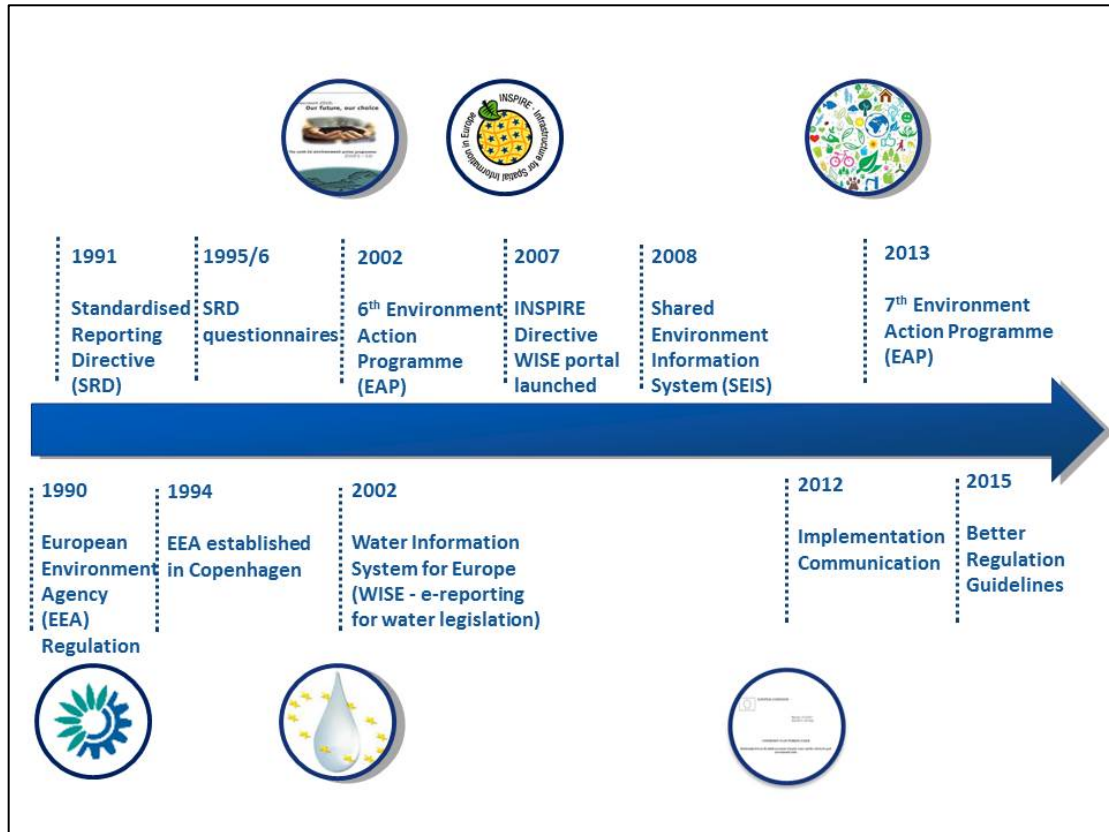 Our future, our choice
INSPIRE - Infrastructure for Spatial Information in Europe
1991
Standardised
Reporting
Directive
(SRD)
1995/6
SRD
questionnaires
2002
6th Environment
Action
Programme
(EAP)
2007
INSPIRE
Directive
WISE portal
launched
2008
Shared
Environment
Information
System (SEIS)
2013
7th Environment
Action Programme
(EAP)
1990
European
Environment
Agency
(EEA)
Regulation
1994
EEA established
in Copenhagen
2002
Water Information
System for Europe
(WISE - e-reporting
for water legislation)
2012
Implementation
Communication
2015
Better
Regulation
Guidelines